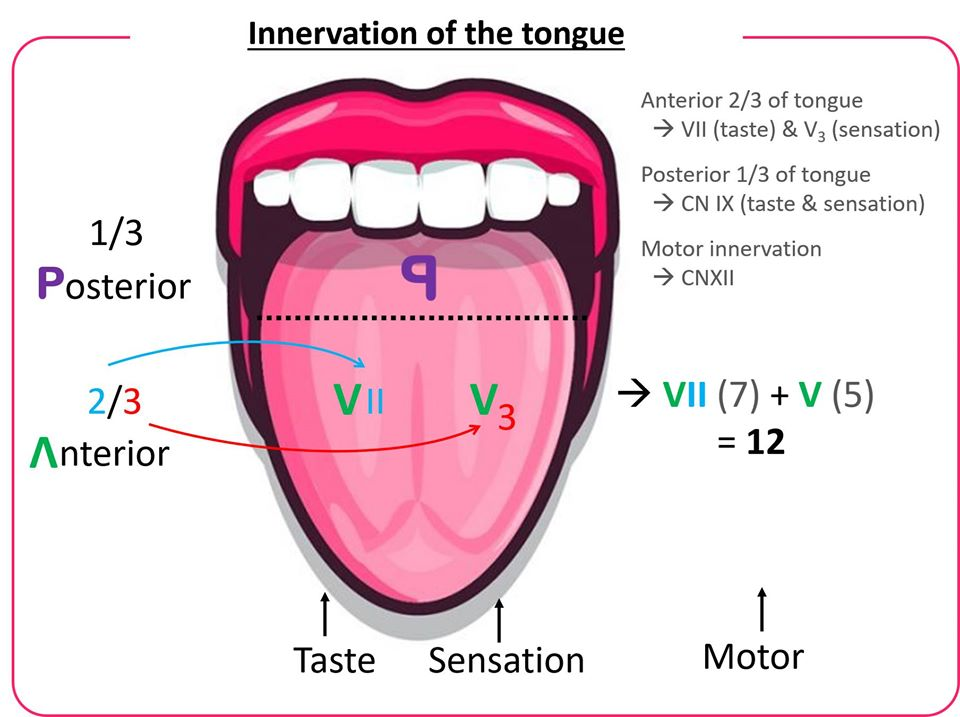 Innervation of the tongue
Anterior 2/3 of tongue
→ VII (taste) & V₃ (sensation)
Posterior 1/3 of tongue
→ CN IX (taste & sensation)
Motor innervation
→ CNXII
1/3
Posterior
ꟼ
2/3
Λnterior
VII
V₃
→ VII (7) + V (5)
= 12
Taste
Sensation
Motor